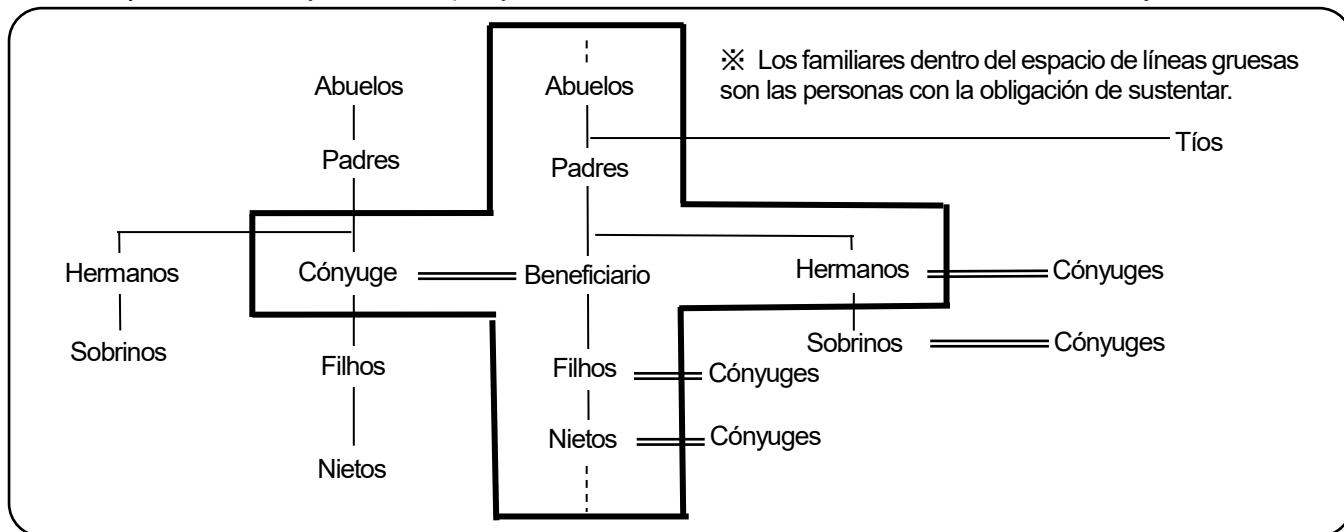 ※ Los familiares dentro del espacio de líneas gruesas
son las personas con la obligación de sustentar.
Abuelos
Abuelos
Tíos
Padres
Padres
Hermanos
Cónyuge
Beneficiario
Hermanos
Cónyuges
Sobrinos
Filhos
Filhos
Cónyuges
Sobrinos
Cónyuges
Nietos
Nietos
Cónyuges